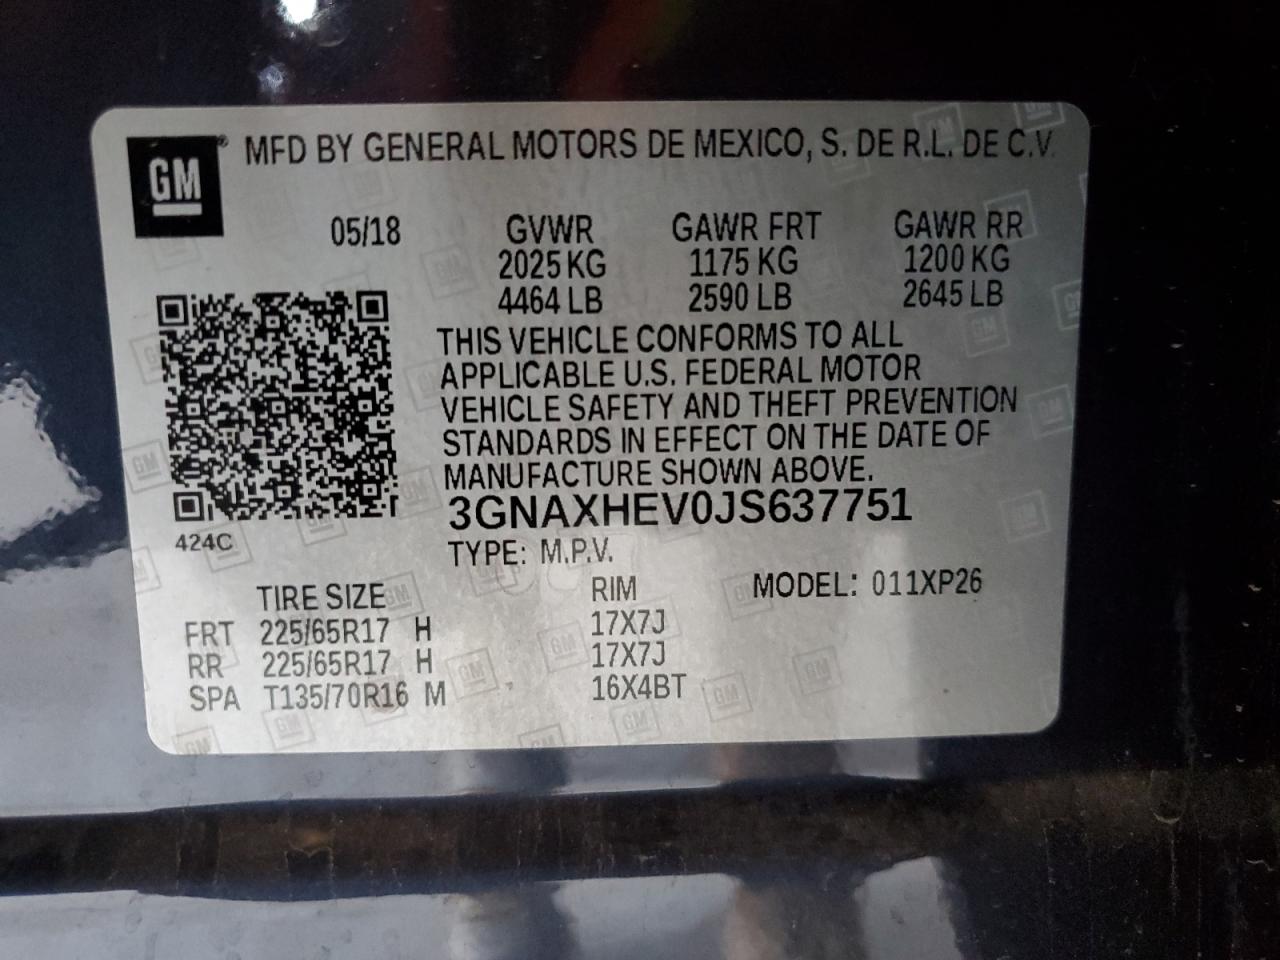 GM® MFD BY GENERAL MOTORS DE MEXICO, S. DE R.L. DE C.V.
05/18 GVWR GAWR FRT GAWR RR
2025 KG 1175 KG 1200 KG
4464 LB 2590 LB 2645 LB
THIS VEHICLE CONFORMS TO ALL
APPLICABLE U.S. FEDERAL MOTOR
VEHICLE SAFETY AND THEFT PREVENTION
STANDARDS IN EFFECT ON THE DATE OF
MANUFACTURE SHOWN ABOVE.
3GNAXHEV0JS637751
424C
TYPE: M.P.V.
TIRE SIZE RIM MODEL: 011XP26
FRT 225/65R17 H 17X7J
RR 225/65R17 H 17X7J
SPA T135/70R16 M 16X4BT